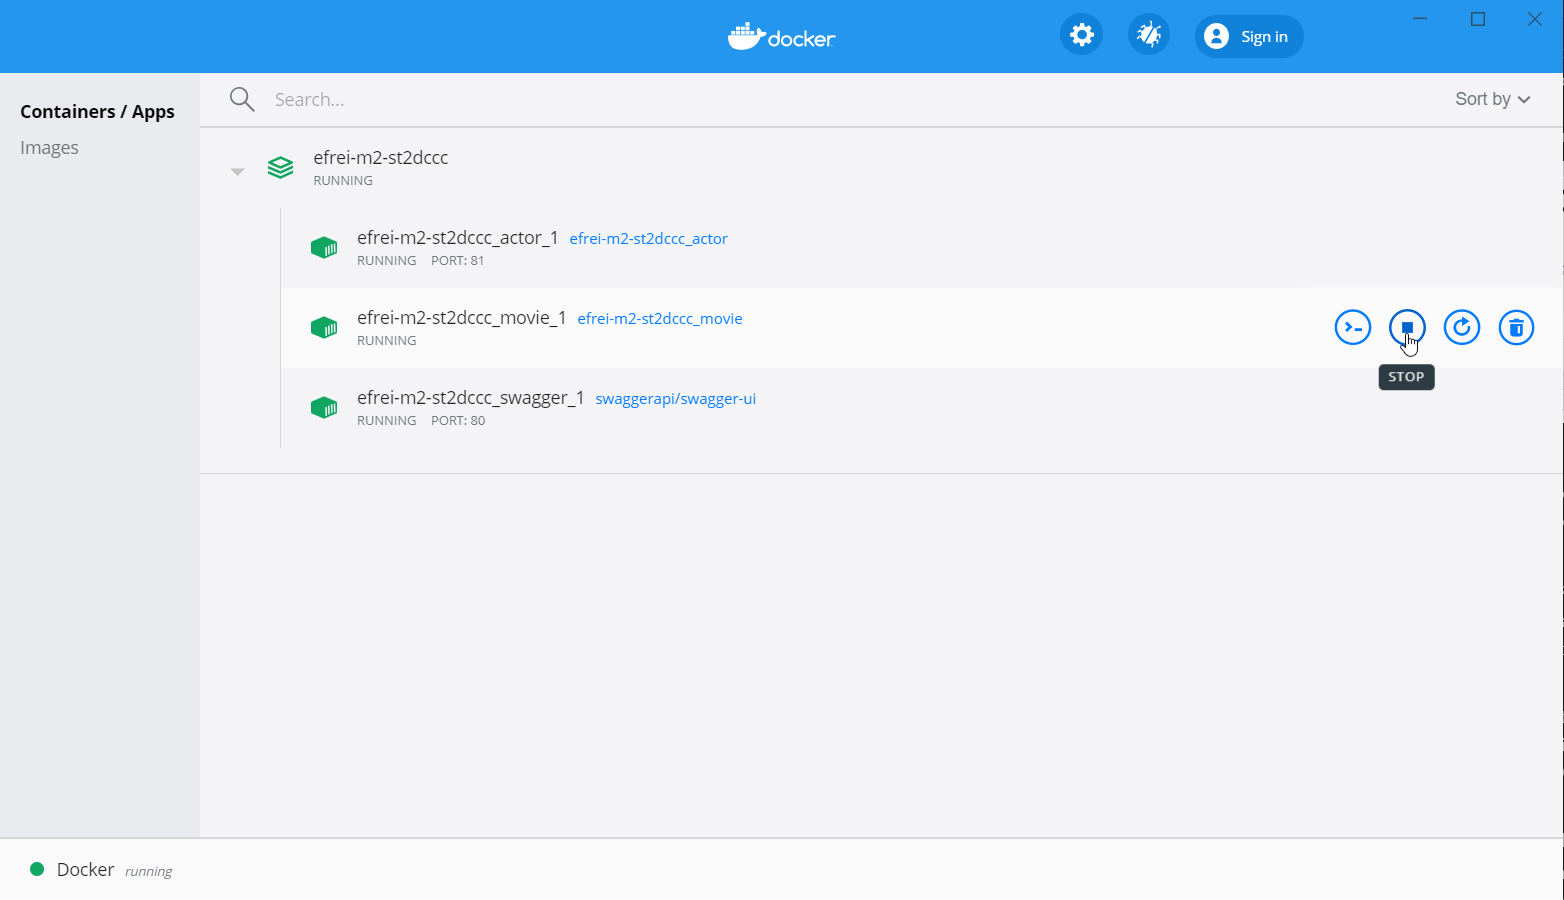 docker
Sign in
Containers / Apps
Images
Search...
Sort by
efrei-m2-st2dccc
RUNNING
efrei-m2-st2dccc_actor_1 efrei-m2-st2dccc_actor
RUNNING PORT: 81
efrei-m2-st2dccc_movie_1 efrei-m2-st2dccc_movie
RUNNING
STOP
efrei-m2-st2dccc_swagger_1 swaggerapi/swagger-ui
RUNNING PORT: 80
Docker running